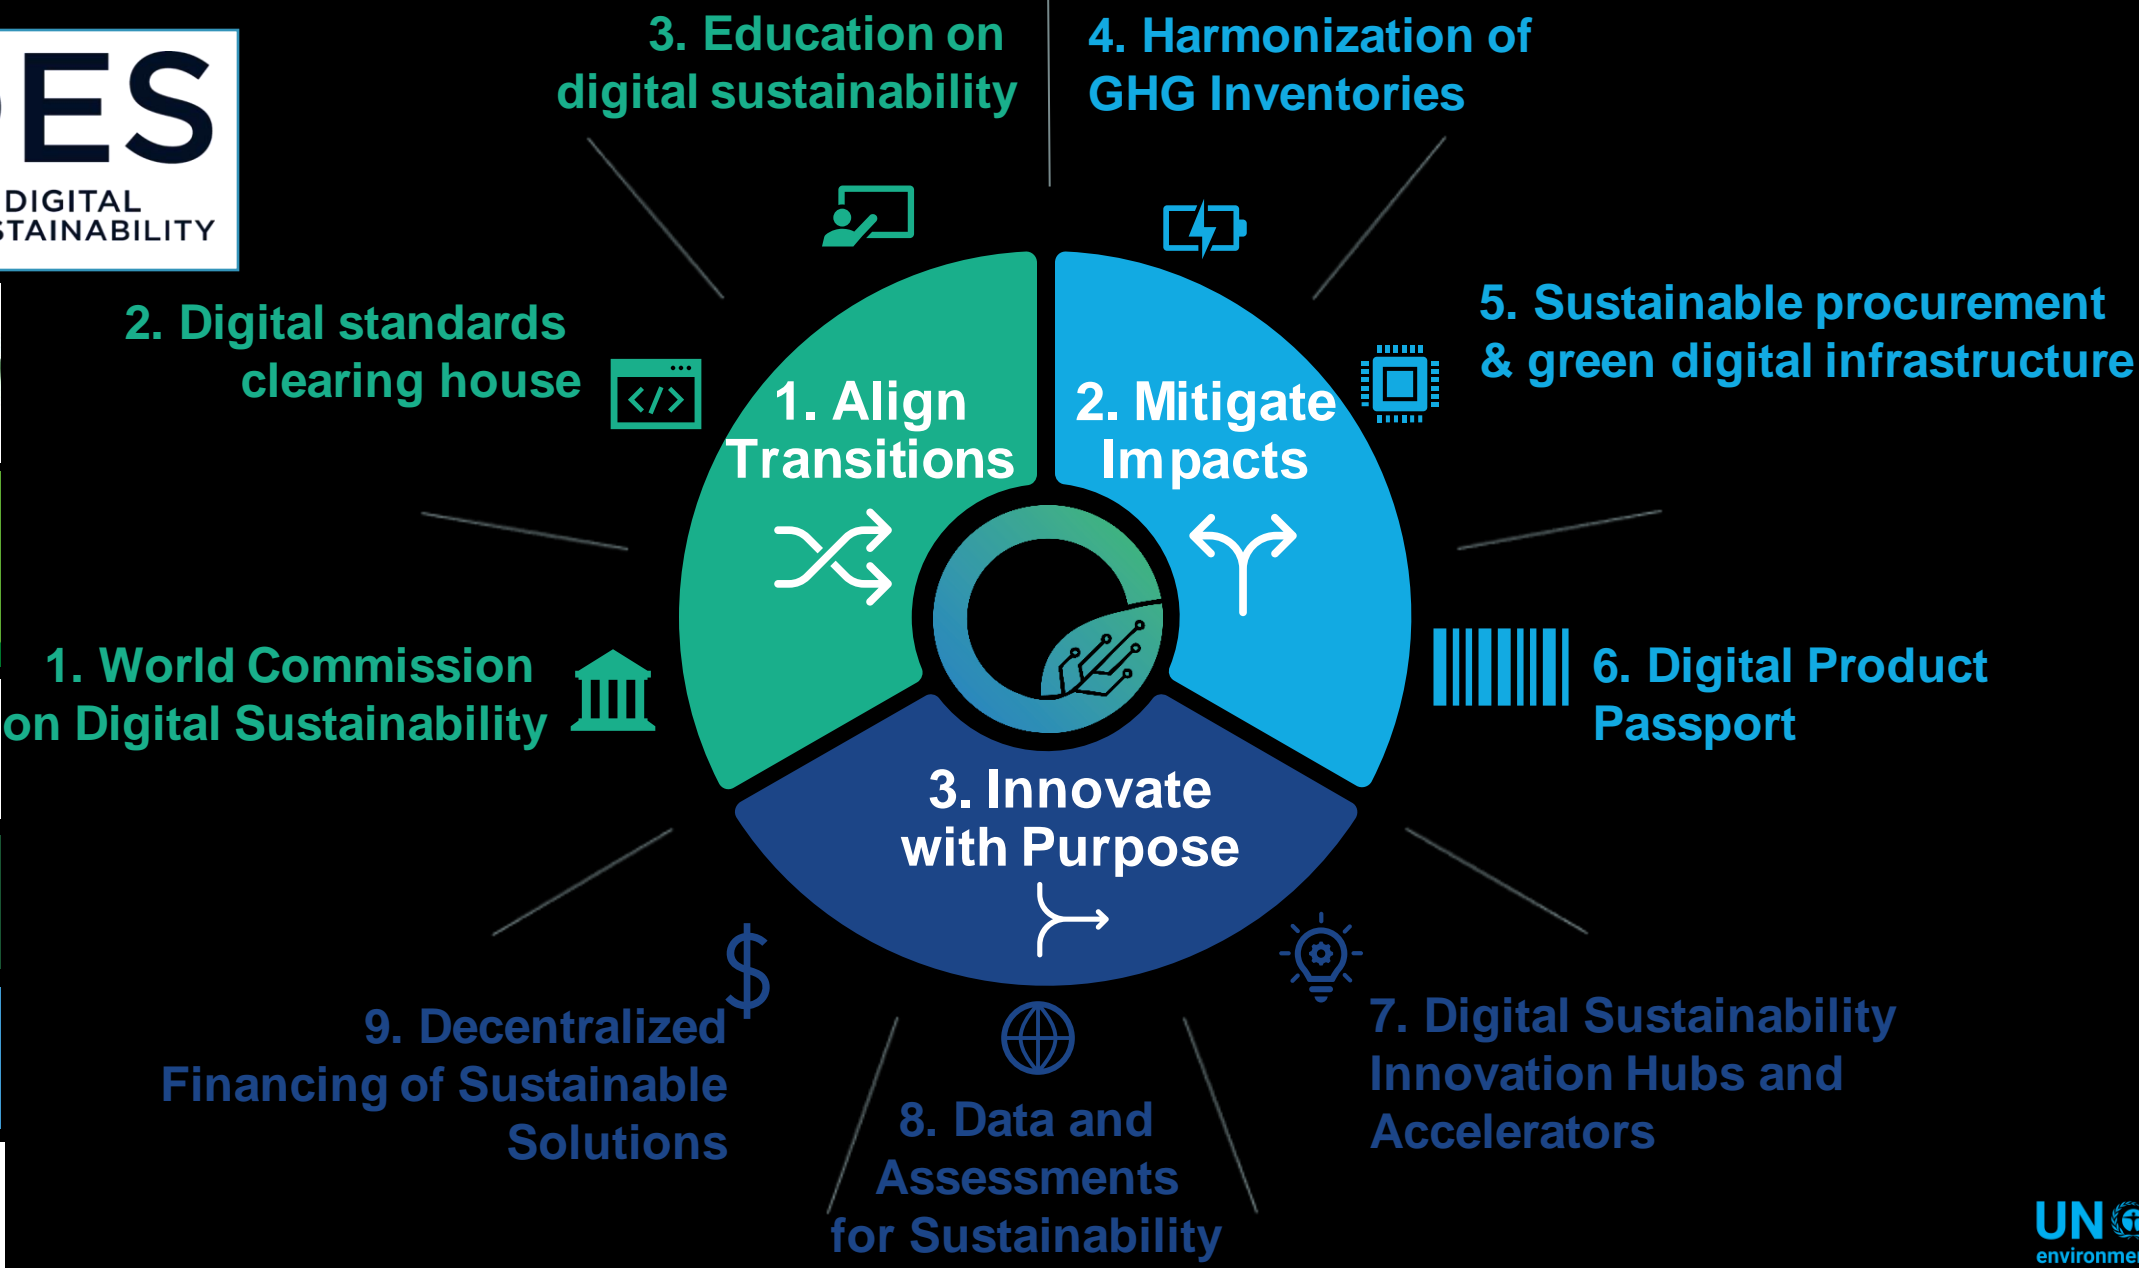 ES
DIGITAL
STAINABILITY
3. Education on
digital sustainability
4. Harmonization of
GHG Inventories
2. Digital standards
clearing house
</>
5. Sustainable procurement
& green digital infrastructure
1. Align
Transitions
2. Mitigate
Impacts
1. World Commission
on Digital Sustainability
6. Digital Product
Passport
3. Innovate
with Purpose
$
9. Decentralized
Financing of Sustainable
Solutions
8. Data and
Assessments
for Sustainability
7. Digital Sustainability
Innovation Hubs and
Accelerators
UN
environme